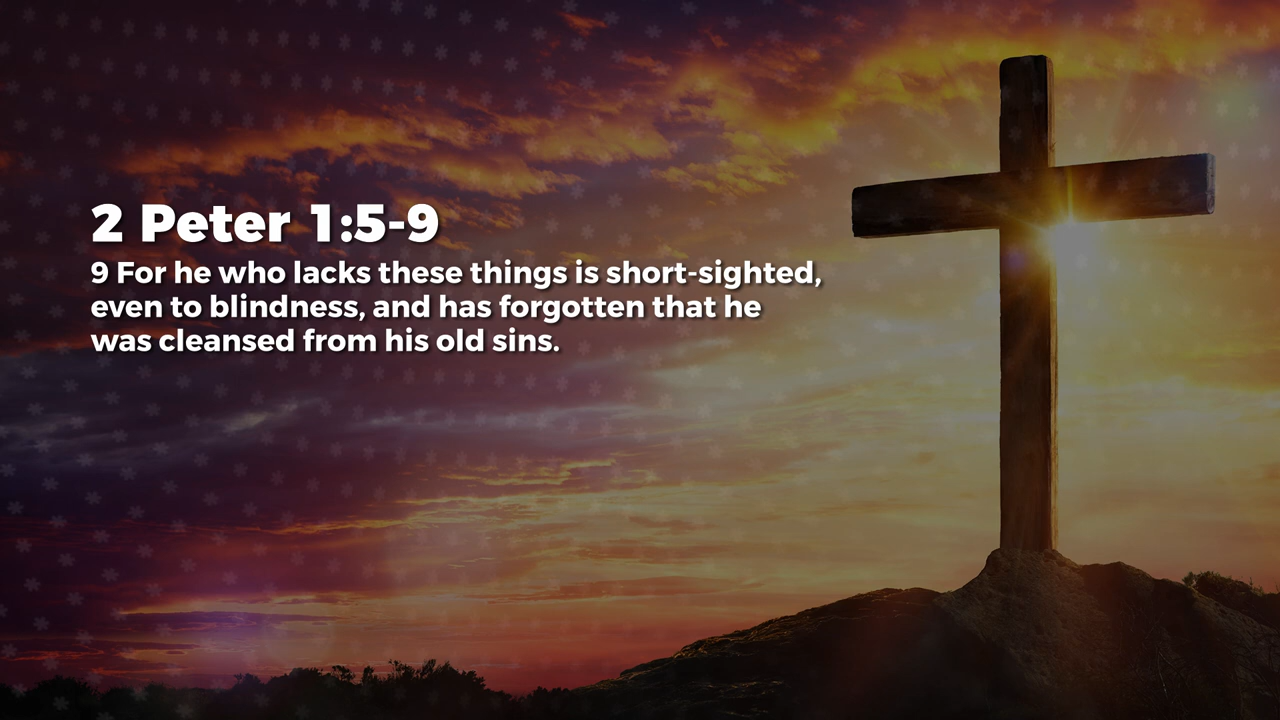 2 Peter 1:5-9
9 For he who lacks these things is short-sighted,
even to blindness, and has forgotten that he
was cleansed from his old sins.